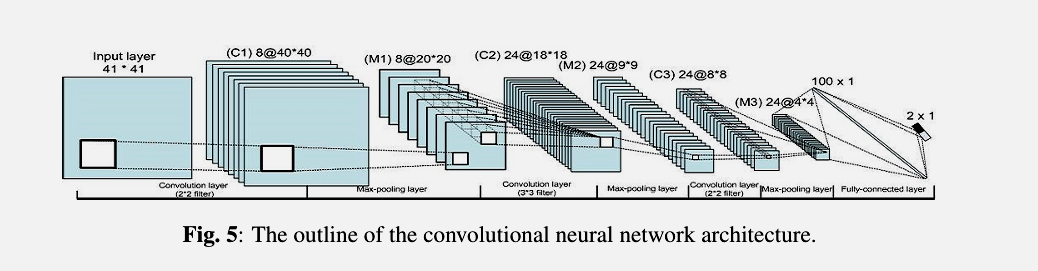 Input layer
41 * 41
(C1) 8@40*40
(M1) 8@20*20
(C2) 24@18*18
(M2) 24@9*9
(C3) 24@8*8
(M3) 24@4*4
100 x 1
2 x 1
Convolution layer
(2*2 filter)
Max-pooling layer
Convolution layer
(3*3 filter)
Max-pooling layer
Convolution layer
(2*2 filter)
Max-pooling layer
Fully-connected layer
Fig. 5: The outline of the convolutional neural network architecture.